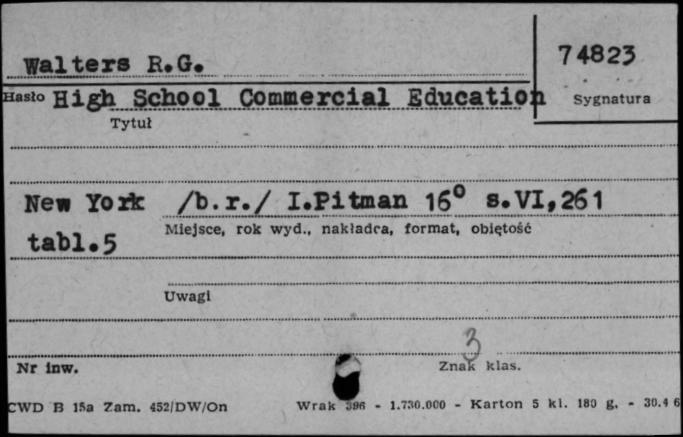 Walters R.G.
74823
Hasło High School Commercial Education
Sygnatura
Tytuł
New York /b.r./ I.Pitman 16° s.VI,261
Miejsce, rok wyd., nakładca, format, objętość
tabl.5
Uwagi
3
Nr inw.
Znak klas.
CWD B 15a Zam. 452/DW/On Wrak 396 - 1.730.000 - Karton 5 kl. 180 g. - 30.4 6